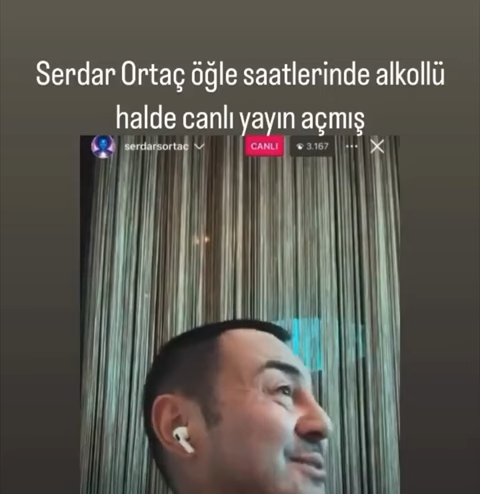 Serdar Ortaç öğle saatlerinde alkollü
halde canlı yayın açmış
serdarsortac CANLI 3.167